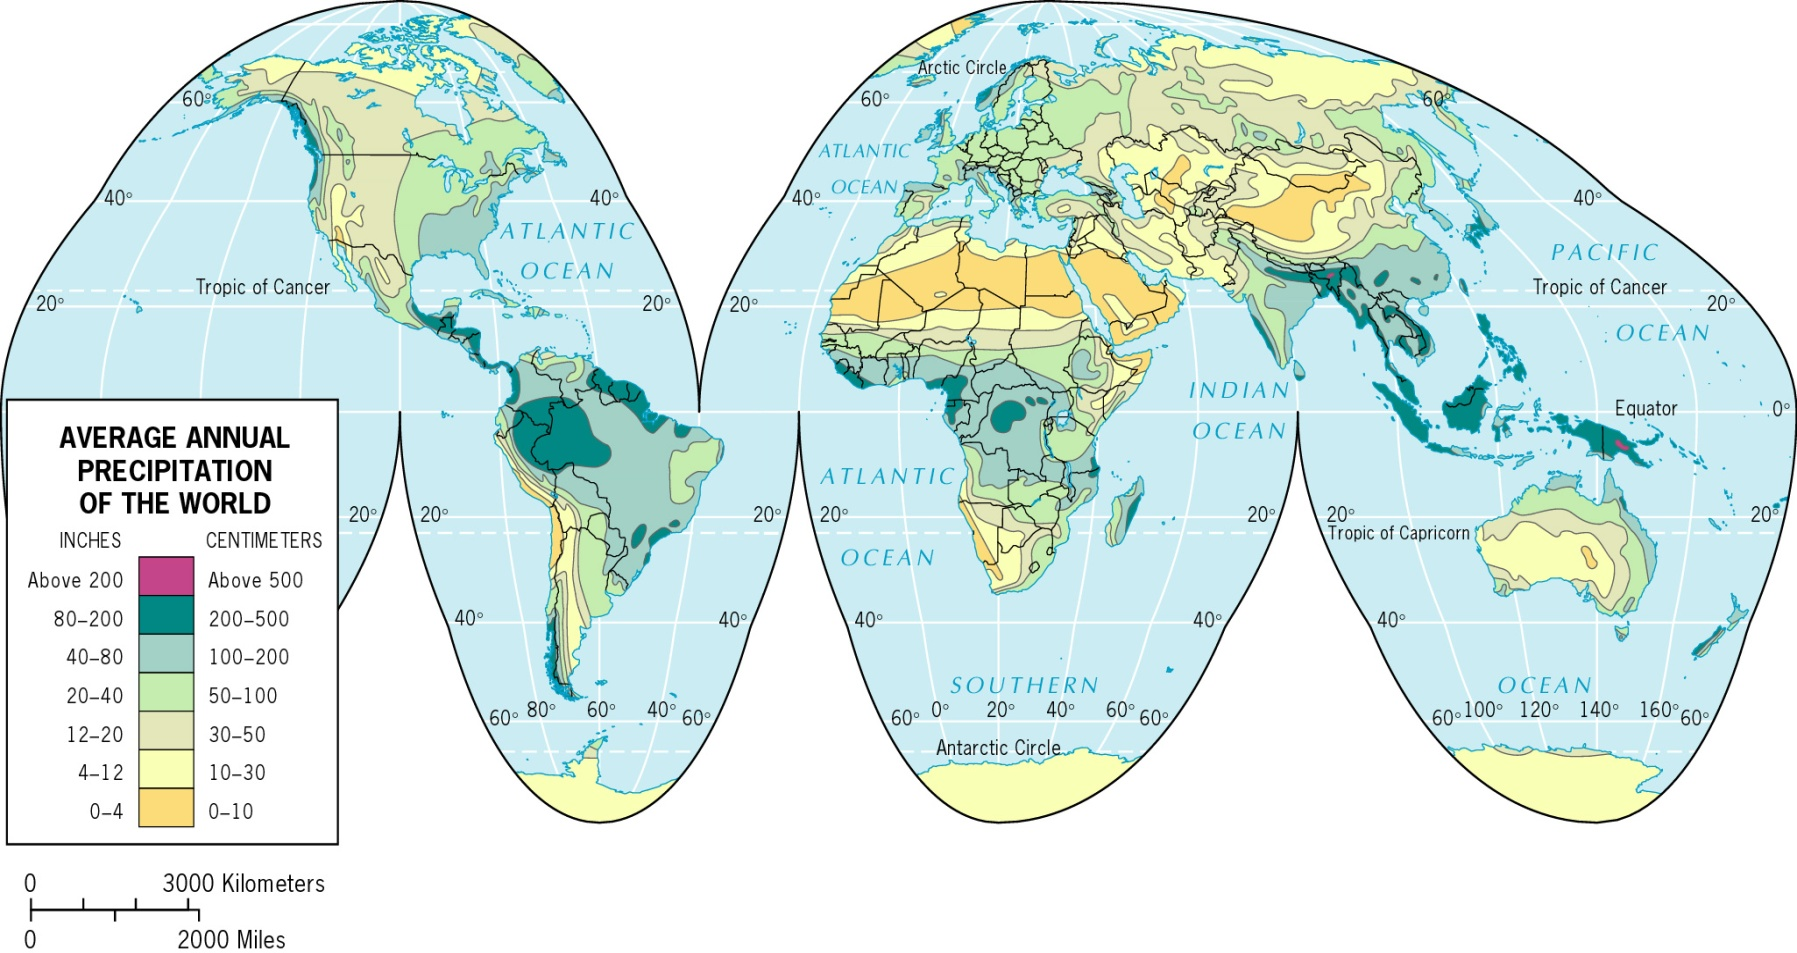 Arctic Circle
60°
60°
60°
ATLANTIC
OCEAN
40°
40°
40°
40°
ATLANTIC
OCEAN
PACIFIC
OCEAN
Tropic of Cancer
Tropic of Cancer
20°
20°
20°
20°
INDIAN
OCEAN
Equator
0°
ATLANTIC
OCEAN
20°
20°
20°
20°
20°
20°
20°
Tropic of Capricorn
40°
40°
40°
40°
40°
SOUTHERN
OCEAN
60° 80° 60° 40° 60°
60° 0° 20° 40° 60° 60°
60° 100° 120° 140° 160° 60°
Antarctic Circle
AVERAGE ANNUAL
PRECIPITATION
OF THE WORLD
INCHES CENTIMETERS
Above 200 Above 500
80–200 200–500
40–80 100–200
20–40 50–100
12–20 30–50
4–12 10–30
0–4 0–10
0 3000 Kilometers
0 2000 Miles